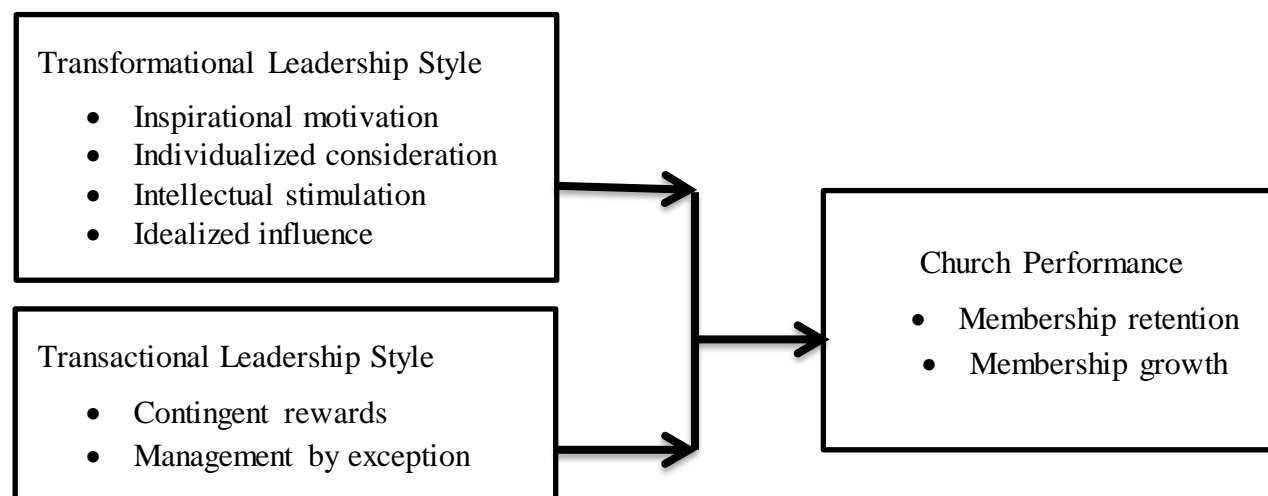 Transformational Leadership Style
• Inspirational motivation
• Individualized consideration
• Intellectual stimulation
• Idealized influence
Transactional Leadership Style
• Contingent rewards
• Management by exception
Church Performance
• Membership retention
• Membership growth